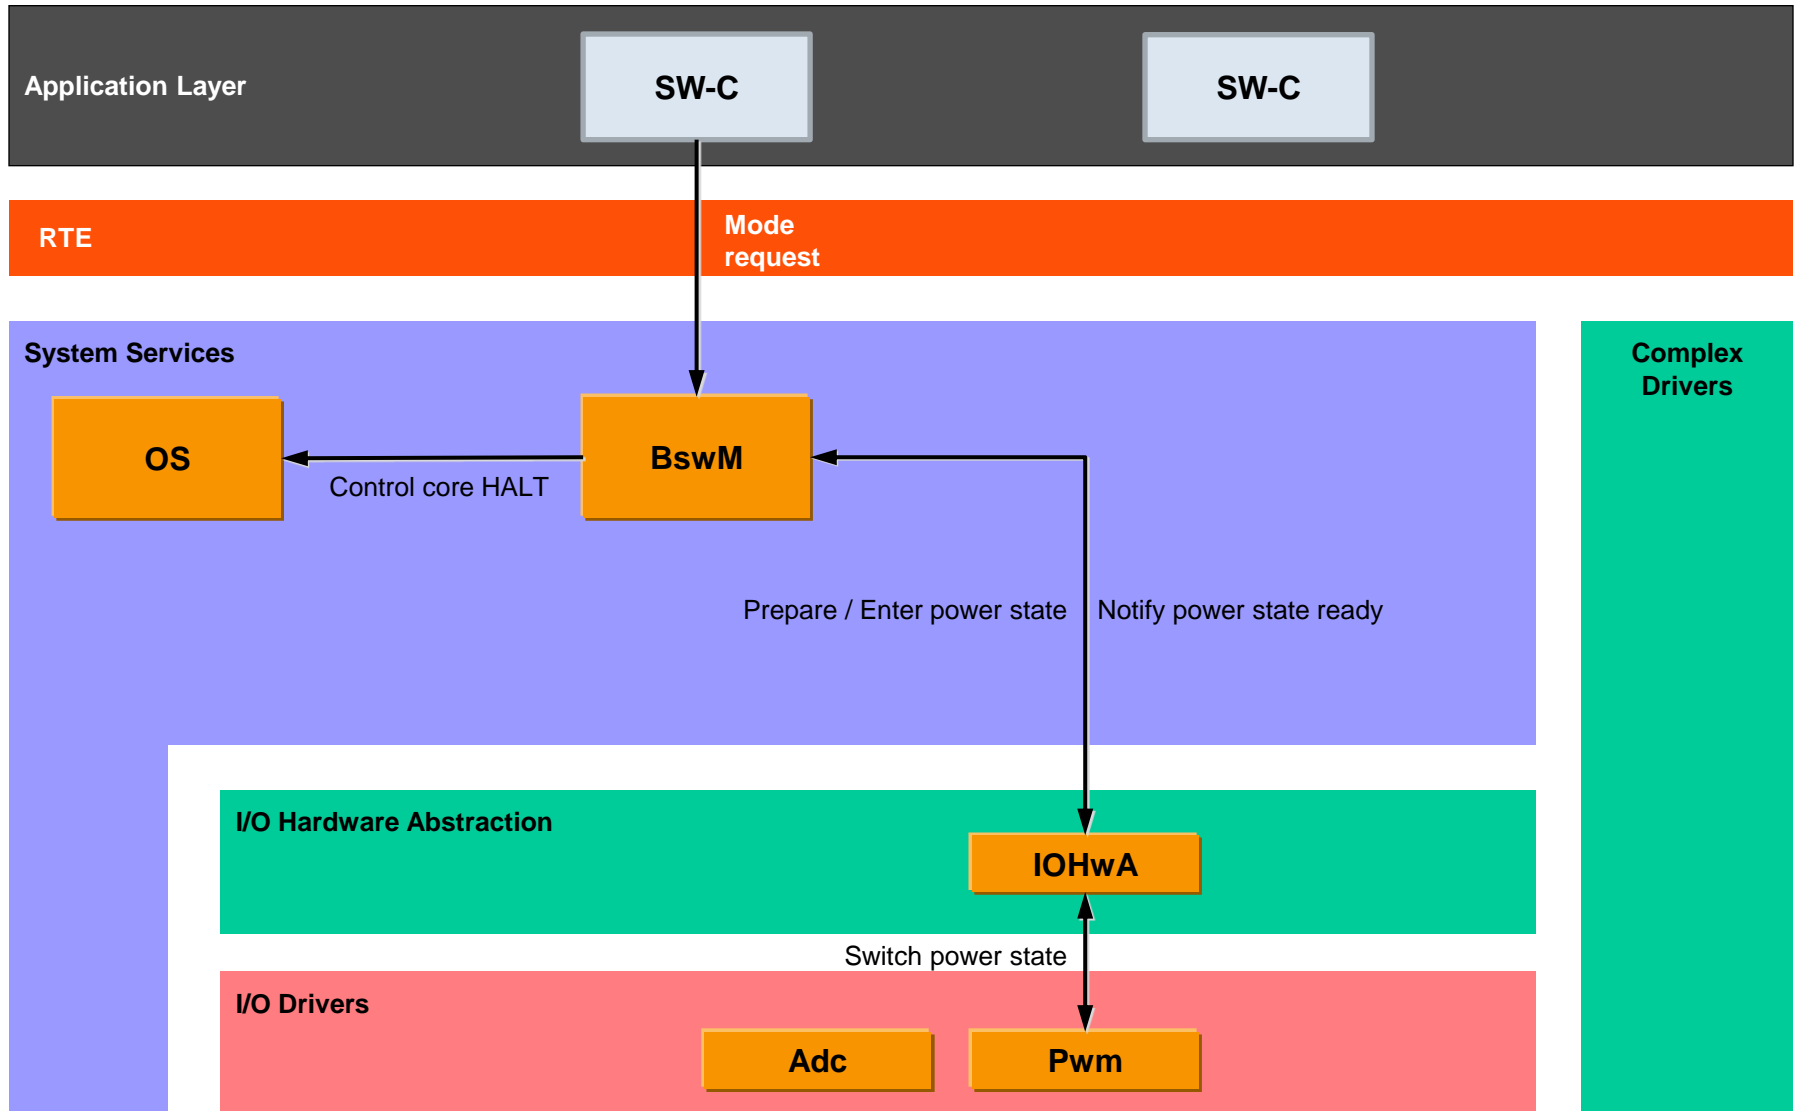 Application Layer
SW-C
SW-C
RTE
Mode
request
System Services
Complex
Drivers
OS
BswM
Control core HALT
Prepare / Enter power state
Notify power state ready
I/O Hardware Abstraction
IOHwA
Switch power state
I/O Drivers
Adc
Pwm